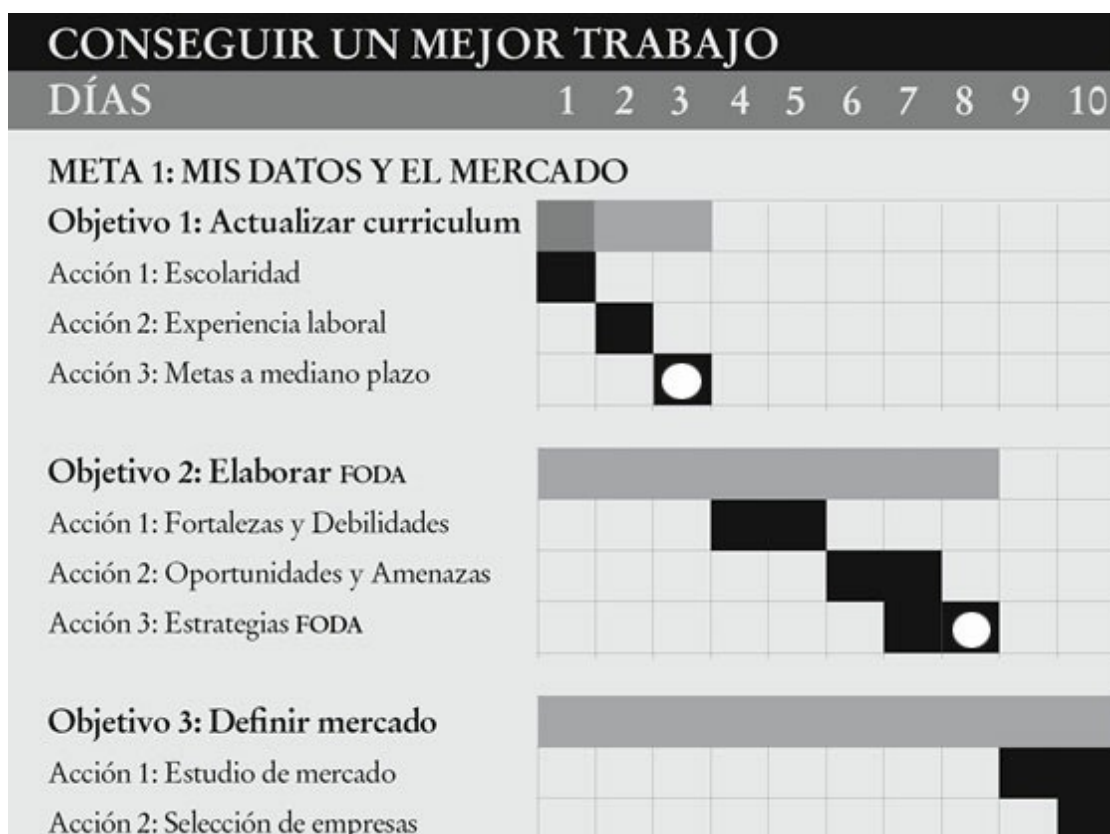 CONSEGUIR UN MEJOR TRABAJO
DÍAS 1 2 3 4 5 6 7 8 9 10
META 1: MIS DATOS Y EL MERCADO
Objetivo 1: Actualizar curriculum
Acción 1: Escolaridad
Acción 2: Experiencia laboral
Acción 3: Metas a mediano plazo
Objetivo 2: Elaborar FODA
Acción 1: Fortalezas y Debilidades
Acción 2: Oportunidades y Amenazas
Acción 3: Estrategias FODA
Objetivo 3: Definir mercado
Acción 1: Estudio de mercado
Acción 2: Selección de empresas